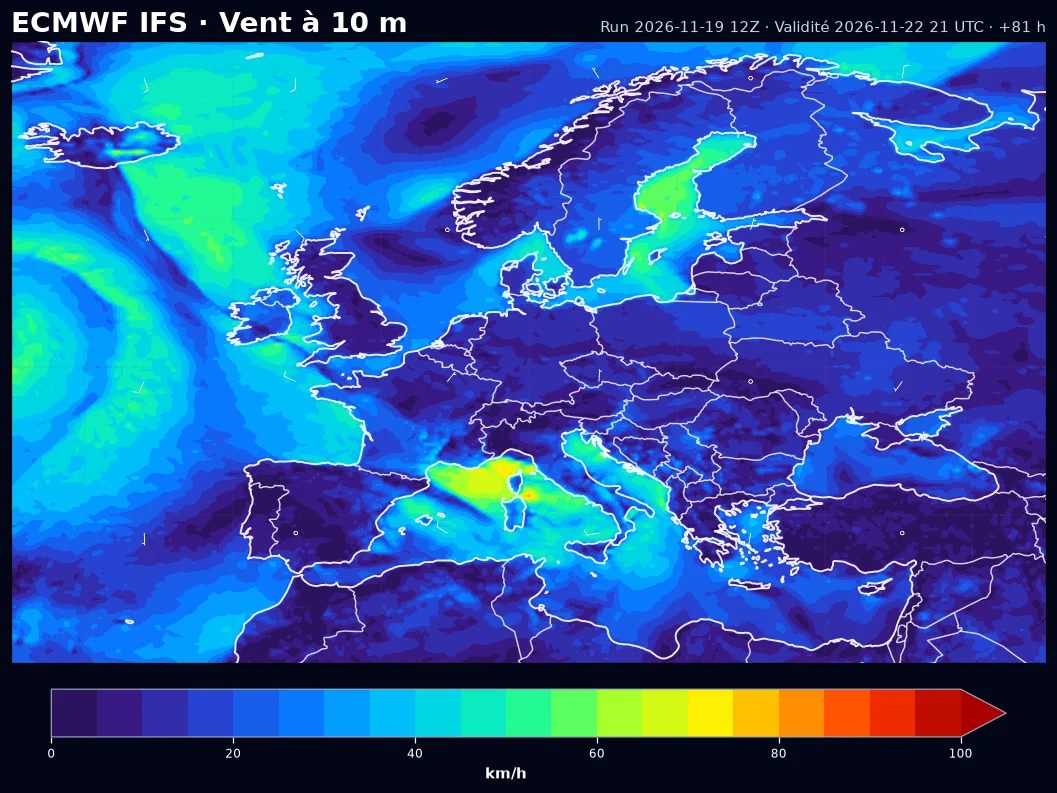 ECMWF IFS · Vent à 10 m
Run 2026-11-19 12Z · Validité 2026-11-22 21 UTC · +81 h
0 20 40 60 80 100
km/h